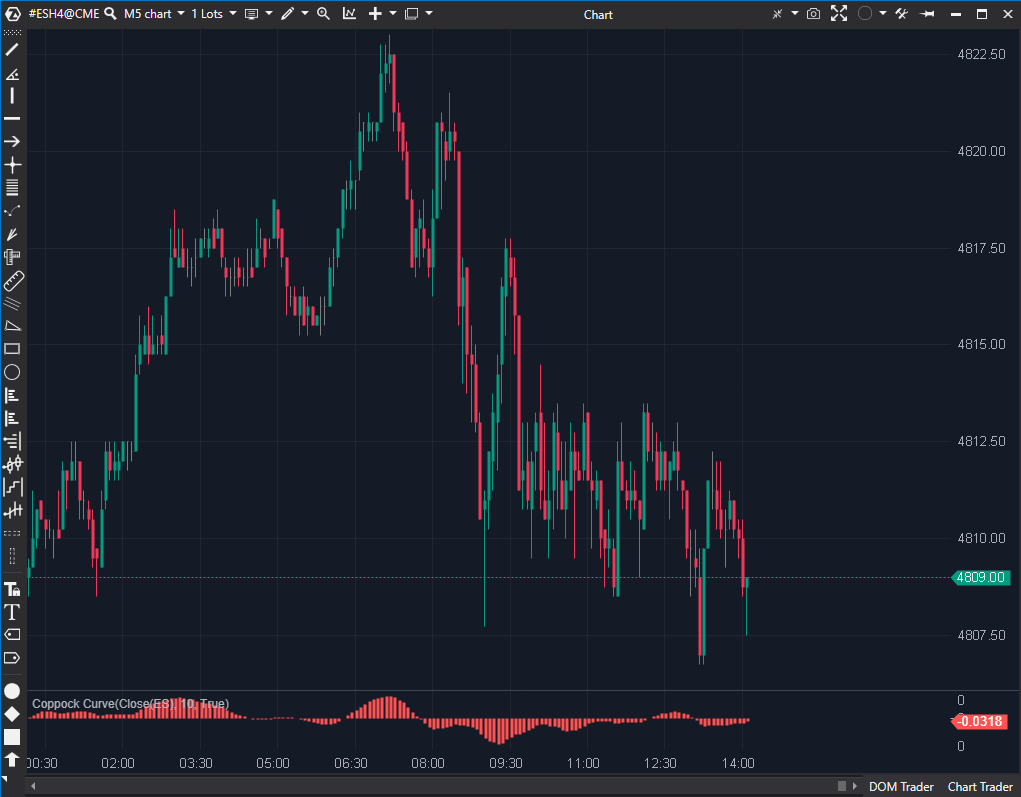 #ESH4@CME M5 chart 1 Lots Chart
4822.50
4820.00
4817.50
4815.00
4812.50
4810.00
4809.00
4807.50
T
Coppock Curve(Close(ES), 10, True)
0
-0.0318
0
00:30 02:00 03:30 05:00 06:30 08:00 09:30 11:00 12:30 14:00
DOM Trader Chart Trader